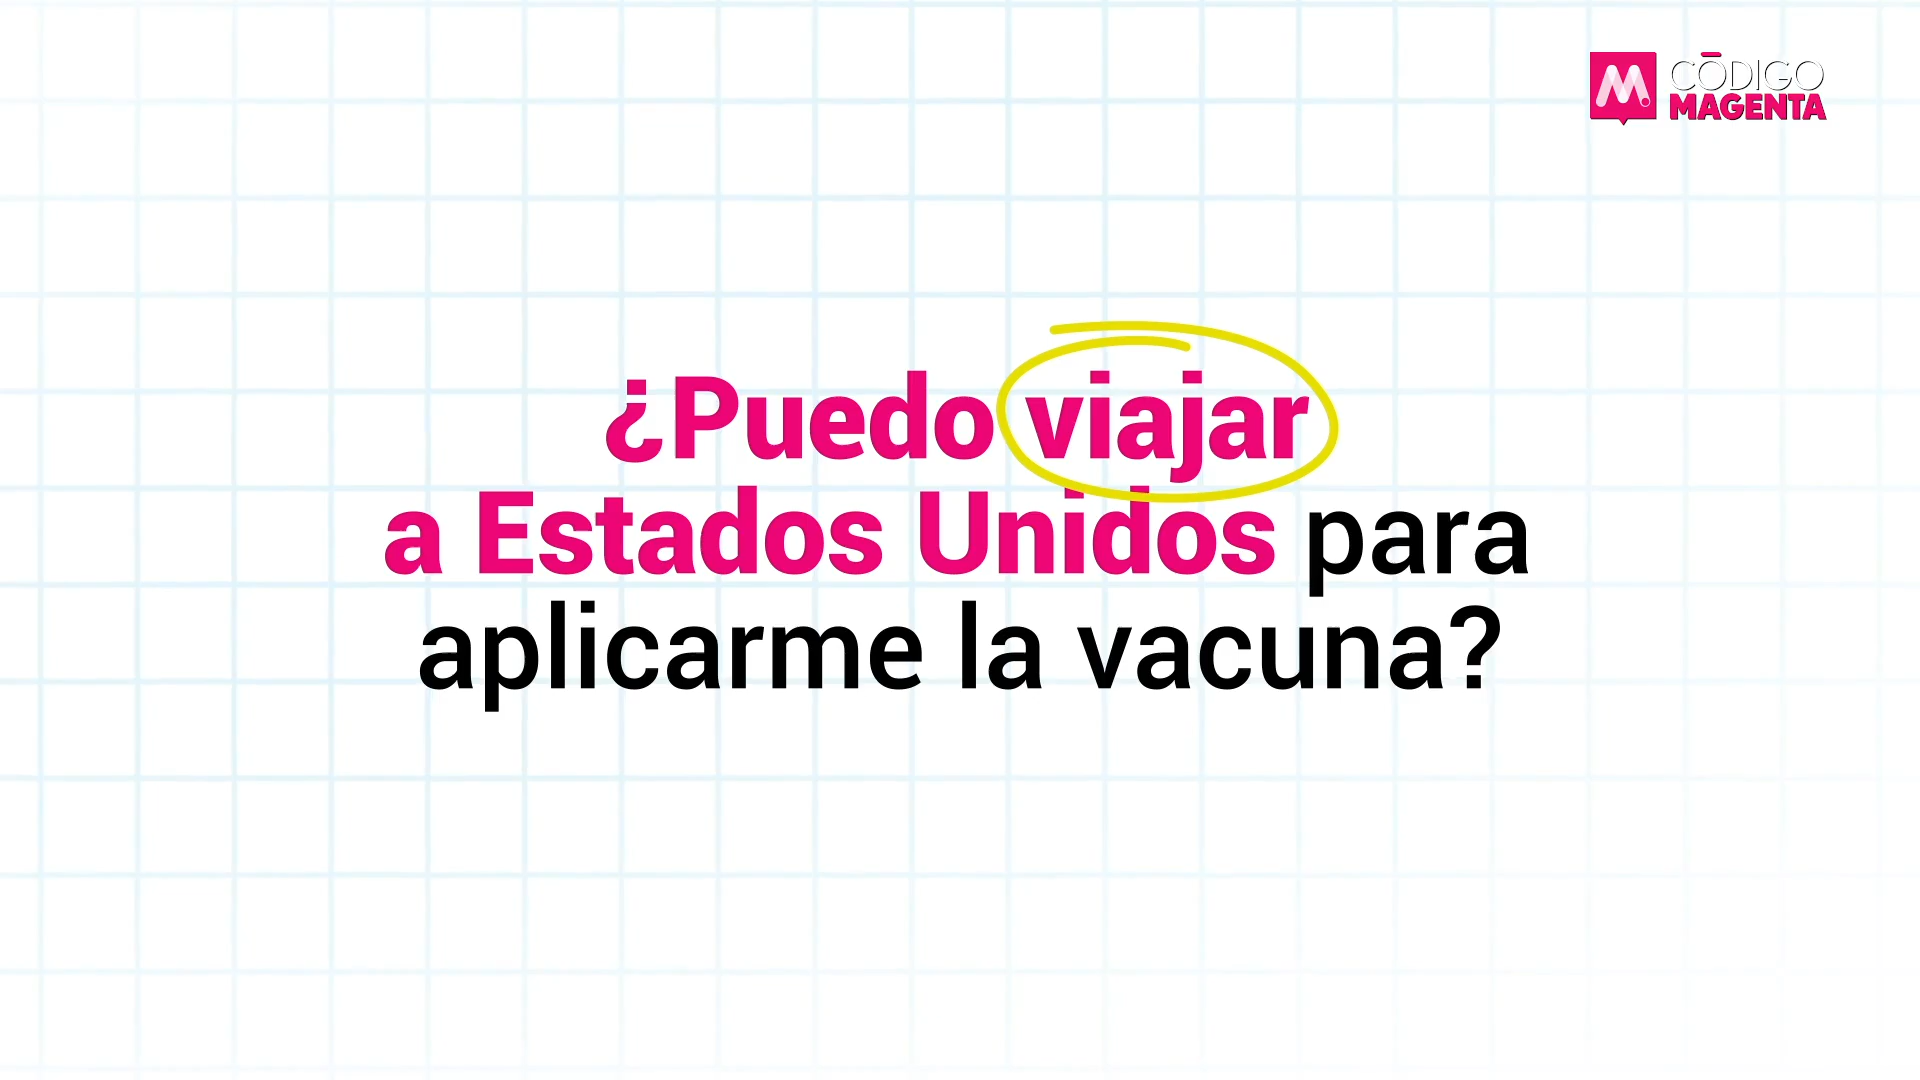 CÓDIGO
MAGENTA
¿Puedo viajar
a Estados Unidos para
aplicarme la vacuna?